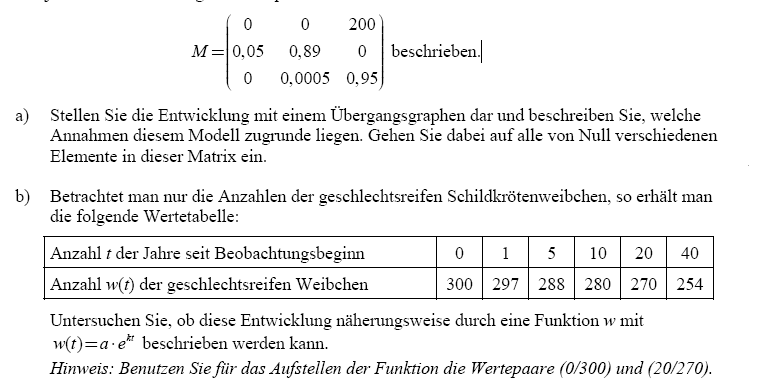 M = ( 0 0 200
0,05 0,89 0
0 0,0005 0,95 ) beschrieben.
a) Stellen Sie die Entwicklung mit einem Übergangsgraphen dar und beschreiben Sie, welche
Annahmen diesem Modell zugrunde liegen. Gehen Sie dabei auf alle von Null verschiedenen
Elemente in dieser Matrix ein.
b) Betrachtet man nur die Anzahlen der geschlechtsreifen Schildkrötenweibchen, so erhält man
die folgende Wertetabelle:
Anzahl t der Jahre seit Beobachtungsbeginn 0 1 5 10 20 40
Anzahl w(t) der geschlechtsreifen Weibchen 300 297 288 280 270 254
Untersuchen Sie, ob diese Entwicklung näherungsweise durch eine Funktion w mit
w(t)=a·e^{kt} beschrieben werden kann.
Hinweis: Benutzen Sie für das Aufstellen der Funktion die Wertepaare (0/300) und (20/270).